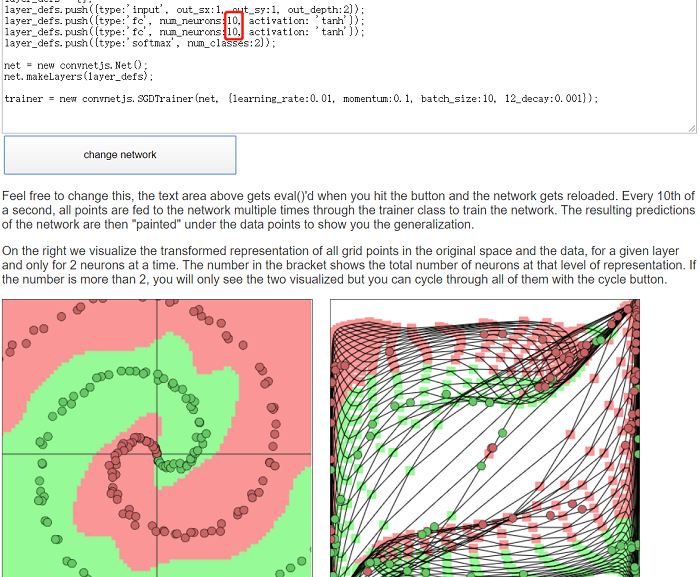 layer_defs.push({type:'input', out_sx:1, out_sy:1, out_depth:2});
layer_defs.push({type:'fc', num_neurons:10, activation: 'tanh'});
layer_defs.push({type:'fc', num_neurons:10, activation: 'tanh'});
layer_defs.push({type:'softmax', num_classes:2});
net = new convnetjs.Net();
net.makeLayers(layer_defs);
trainer = new convnetjs.SGDTrainer(net, {learning_rate:0.01, momentum:0.1, batch_size:10, l2_decay:0.001});
change network
Feel free to change this, the text area above gets eval()'d when you hit the button and the network gets reloaded. Every 10th of
a second, all points are fed to the network multiple times through the trainer class to train the network. The resulting predictions
of the network are then "painted" under the data points to show you the generalization.
On the right we visualize the transformed representation of all grid points in the original space and the data, for a given layer
and only for 2 neurons at a time. The number in the bracket shows the total number of neurons at that level of representation. If
the number is more than 2, you will only see the two visualized but you can cycle through all of them with the cycle button.